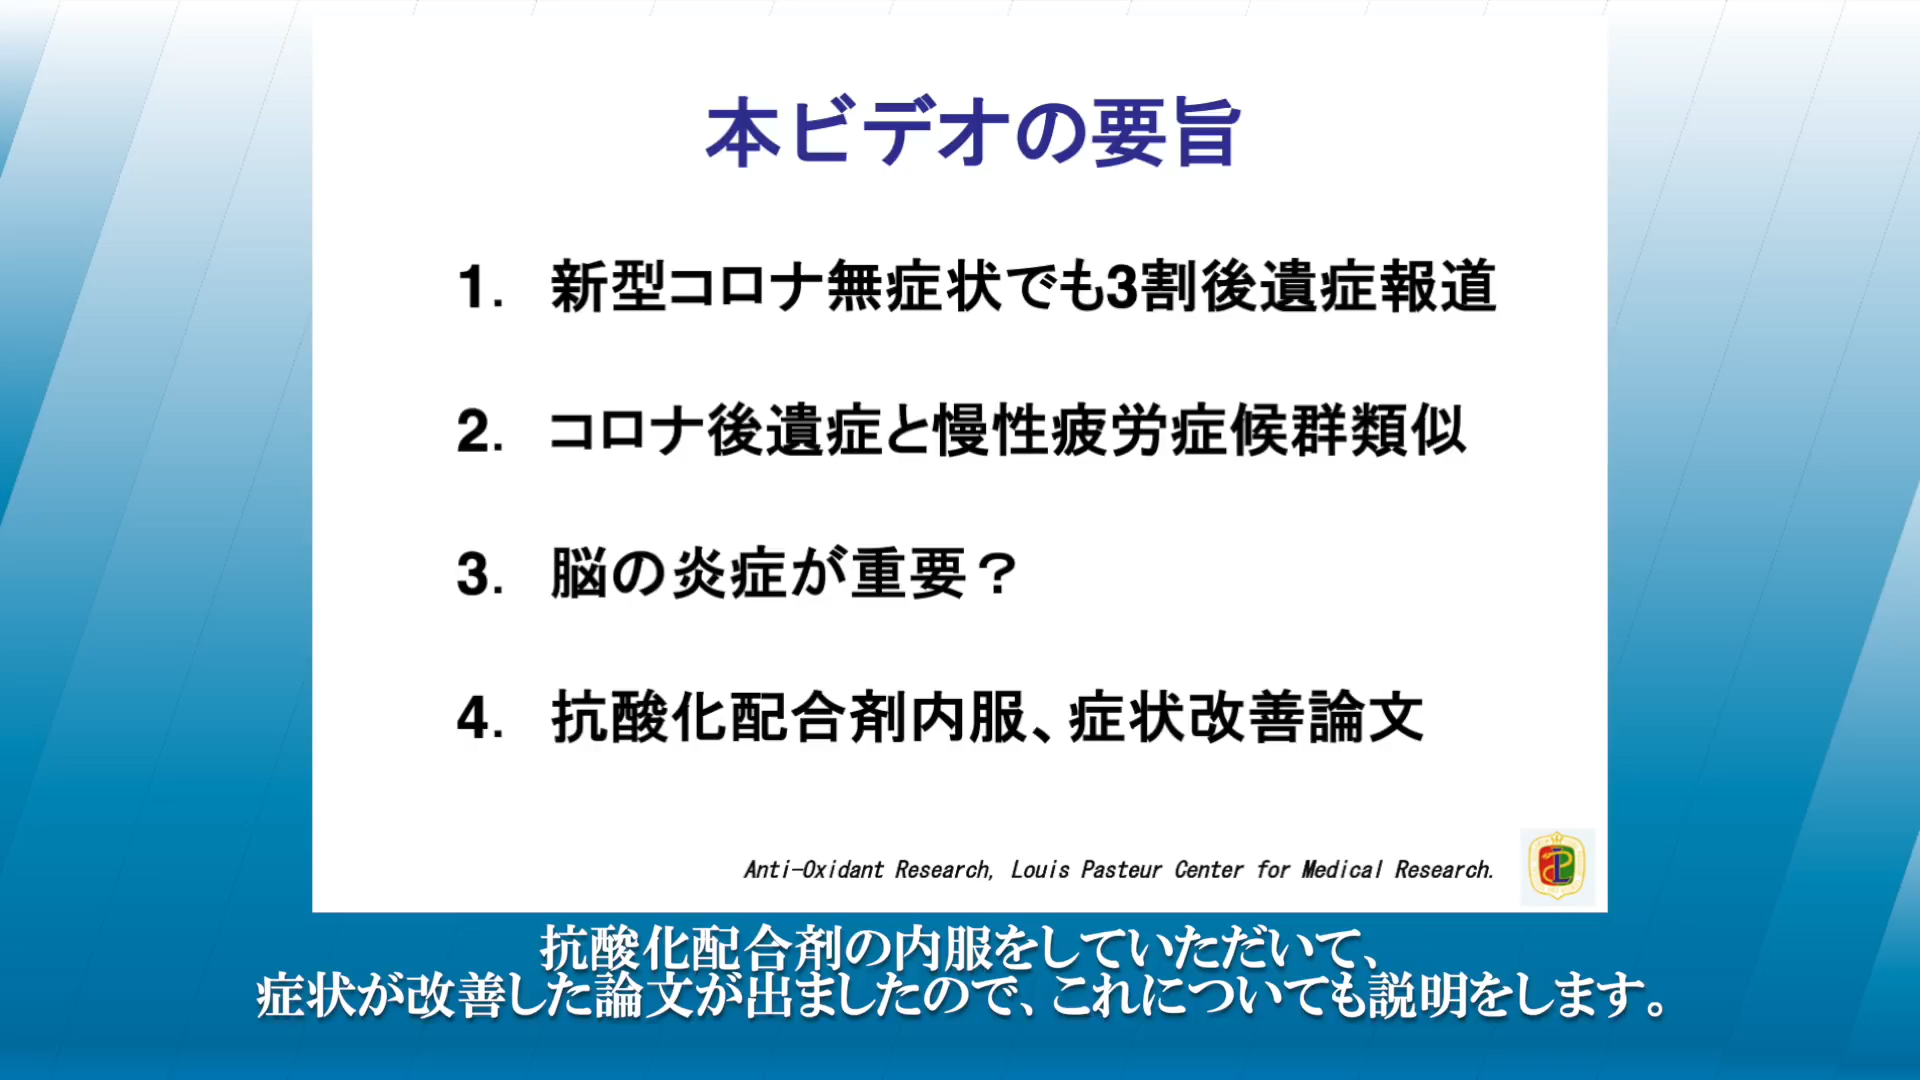 本ビデオの要旨
1. 新型コロナ無症状でも3割後遺症報道
2. コロナ後遺症と慢性疲労症候群類似
3. 脳の炎症が重要？
4. 抗酸化配合剤内服、症状改善論文
Anti-Oxidant Research, Louis Pasteur Center for Medical Research.
抗酸化配合剤の内服をしていただいて、
症状が改善した論文が出ましたので、これについても説明をします。